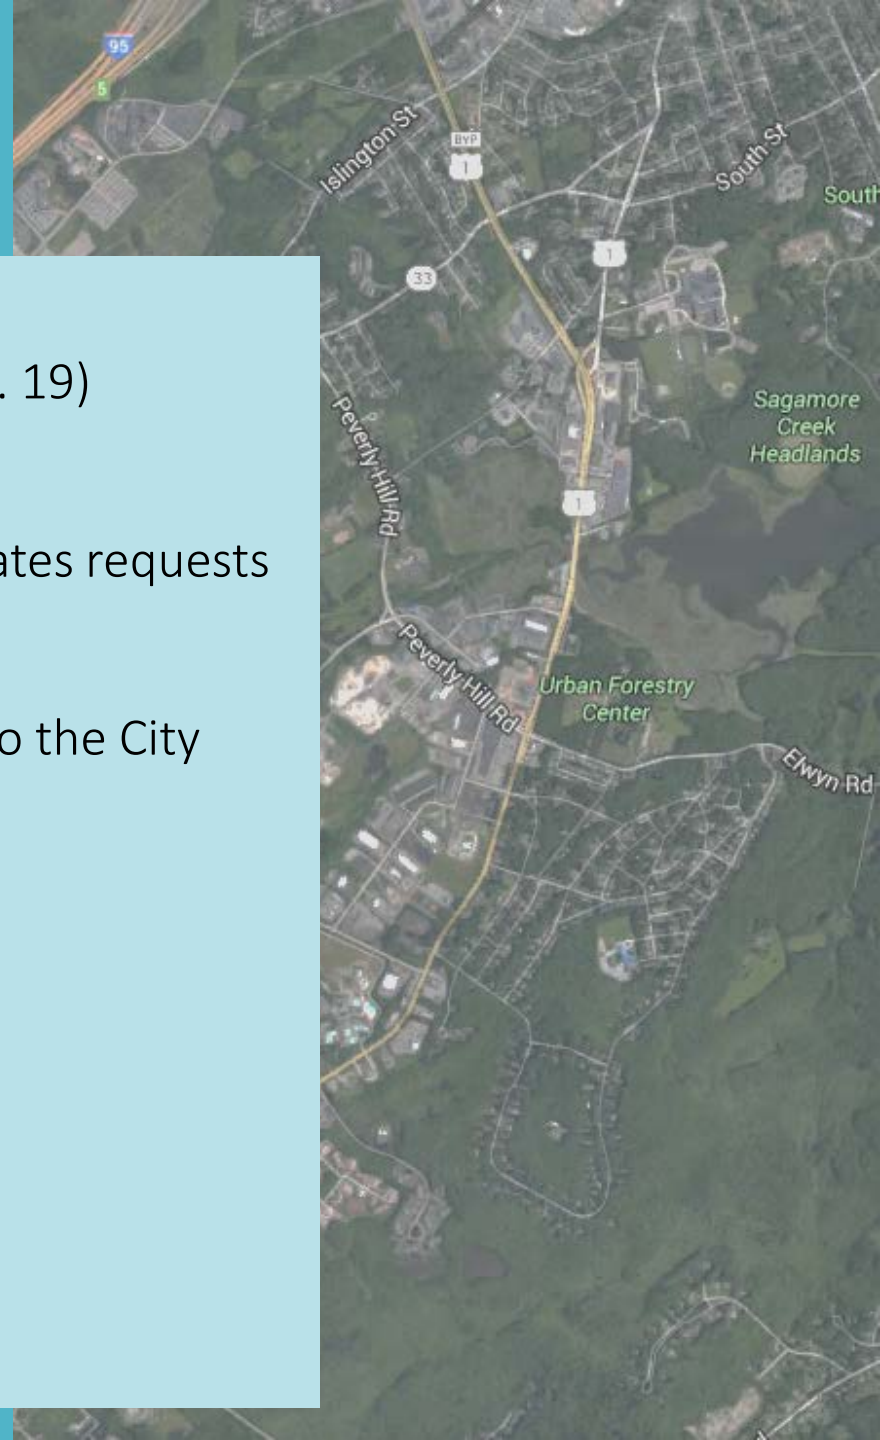 95
5
Islington St
BYP
1
South St
South
1
33
. 19)
Peverly Hill Rd
Sagamore
Creek
Headlands
1
ates requests
Peverly Hill Rd
Urban Forestry
Center
o the City
Elwyn Rd